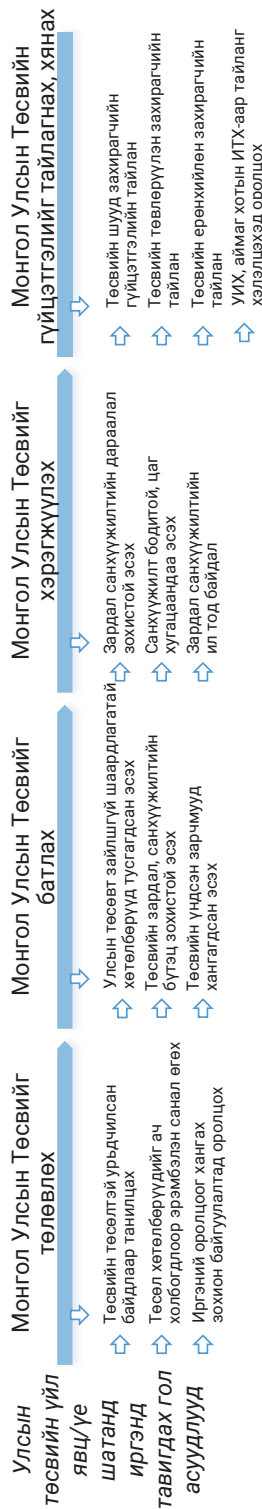 Улсын
төсвийн үйл
явц/үе
шатанд
иргэнд
тавигдах гол
асуудлууд
Монгол Улсын Төсвийг
төлөвлөх
Төсвийн төсөлтэй урьдчилсан
байдлаар танилцах
Төсөл хөтөлбөрүүдийг ач
холбогдлоор эрэмбэлэн санал өгөх
Иргэний оролцоог хангах
зохион байгуулалтад оролцох
Монгол Улсын Төсвийг
батлах
Улсын төсөвт зайлшгүй шаардлагатай
хөтөлбөрүүд тусгагдсан эсэх
Төсвийн зардал, санхүүжилтийн
бүтэц зохистой эсэх
Төсвийн үндсэн зарчмууд
хангагдсан эсэх
Монгол Улсын Төсвийг
хэрэгжүүлэх
Зардал санхүүжилтийн дараалал
зохистой эсэх
Санхүүжилт бодитой, цаг
хугацаандаа эсэх
Зардал санхүүжилтийн
ил тод байдал
Монгол Улсын Төсвийн
гүйцэтгэлийг тайлагнах, хянах
Төсвийн шууд захирагчийн
гүйцэтгэлийн тайлан
Төсвийн төвлөрүүлэн захирагчийн
тайлан
Төсвийн ерөнхийлөн захирагчийн
тайлан
УИХ, аймаг хотын ИТХ-аар тайланг
хэлэлцэхэд оролцох